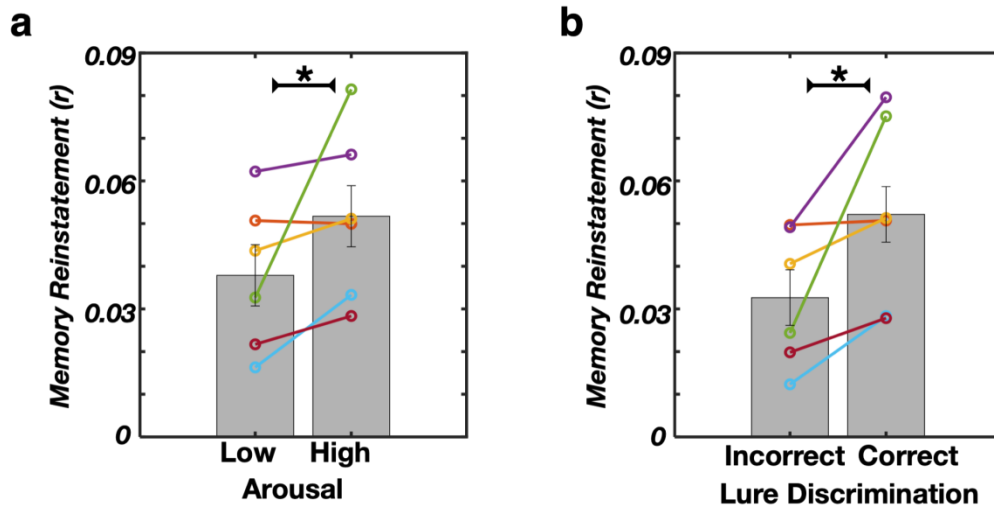 a
Memory Reinstatement (r)
0.09
0.06
0.03
0
*
Low High
Arousal
b
Memory Reinstatement (r)
0.09
0.06
0.03
0
*
Incorrect Correct
Lure Discrimination